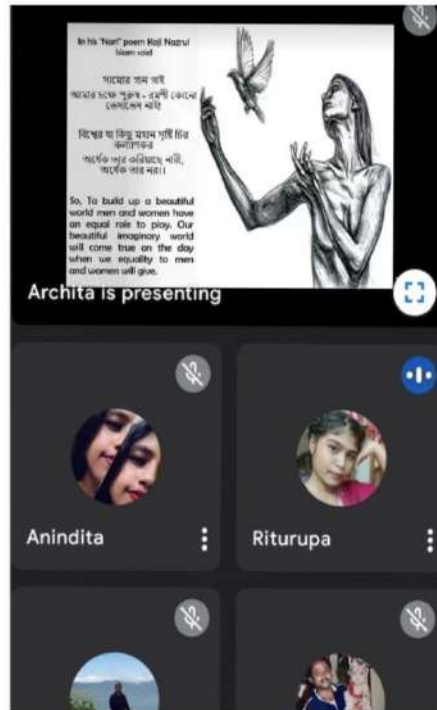 In his "Nari" poem Kaji Nazrul
Islam said
সাম্যের গান গাই
আমার চক্ষে পুরুষ - রমণী কোনো
ভেদাভেদ নাই!
বিশ্বের যা কিছু মহান সৃষ্টি চির
কল্যাণকর
অর্ধেক তার করিয়াছে নারী,
অর্ধেক তার নর।।
So, To build up a beautiful
world men and women have
an equal role to play. Our
beautiful imaginary world
will come true on the day
when we equality to men
and women will give.
Archita is presenting
Anindita
Riturupa